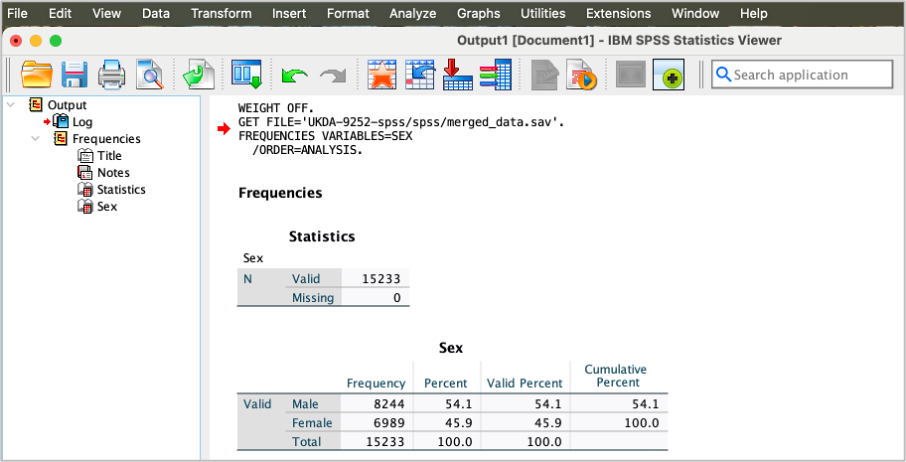 File Edit View Data Transform Insert Format Analyze Graphs Utilities Extensions Window Help
Output1 [Document1] - IBM SPSS Statistics Viewer
Search application
Output
Log
Frequencies
Title
Notes
Statistics
Sex
WEIGHT OFF.
GET FILE='UKDA-9252-spss/spss/merged_data.sav'.
FREQUENCIES VARIABLES=SEX
/ORDER=ANALYSIS.
Frequencies
Statistics
Sex
N Valid 15233
Missing 0
Sex
Frequency Percent Valid Percent Cumulative Percent
Valid Male 8244 54.1 54.1 54.1
Female 6989 45.9 45.9 100.0
Total 15233 100.0 100.0